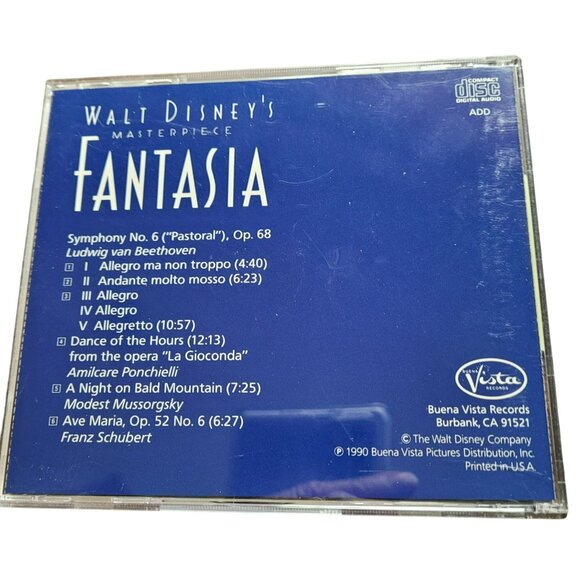 COMPACT
disc
DIGITAL AUDIO
ADD
WALT DISNEY'S
MASTERPIECE
FANTASIA
Symphony No. 6 ("Pastoral"), Op. 68
Ludwig van Beethoven
1 I Allegro ma non troppo (4:40)
2 II Andante molto mosso (6:23)
3 III Allegro
IV Allegro
V Allegretto (10:57)
4 Dance of the Hours (12:13)
from the opera "La Gioconda"
Amilcare Ponchielli
5 A Night on Bald Mountain (7:25)
Modest Mussorgsky
6 Ave Maria, Op. 52 No. 6 (6:27)
Franz Schubert
BUENA
Vista
RECORDS
Buena Vista Records
Burbank, CA 91521
© The Walt Disney Company
℗ 1990 Buena Vista Pictures Distribution, Inc.
Printed in U.S.A.